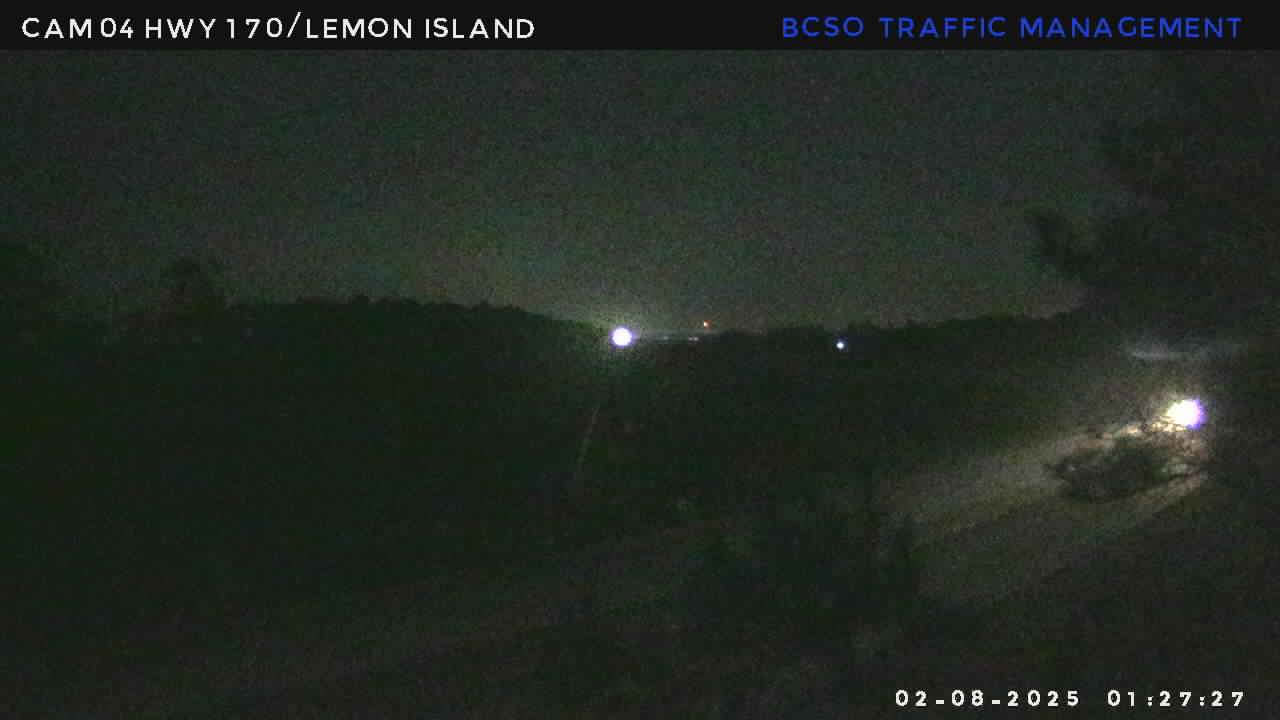 CAM 04 HWY 170/LEMON ISLAND
BCSO TRAFFIC MANAGEMENT
02-08-2025 01:27:27